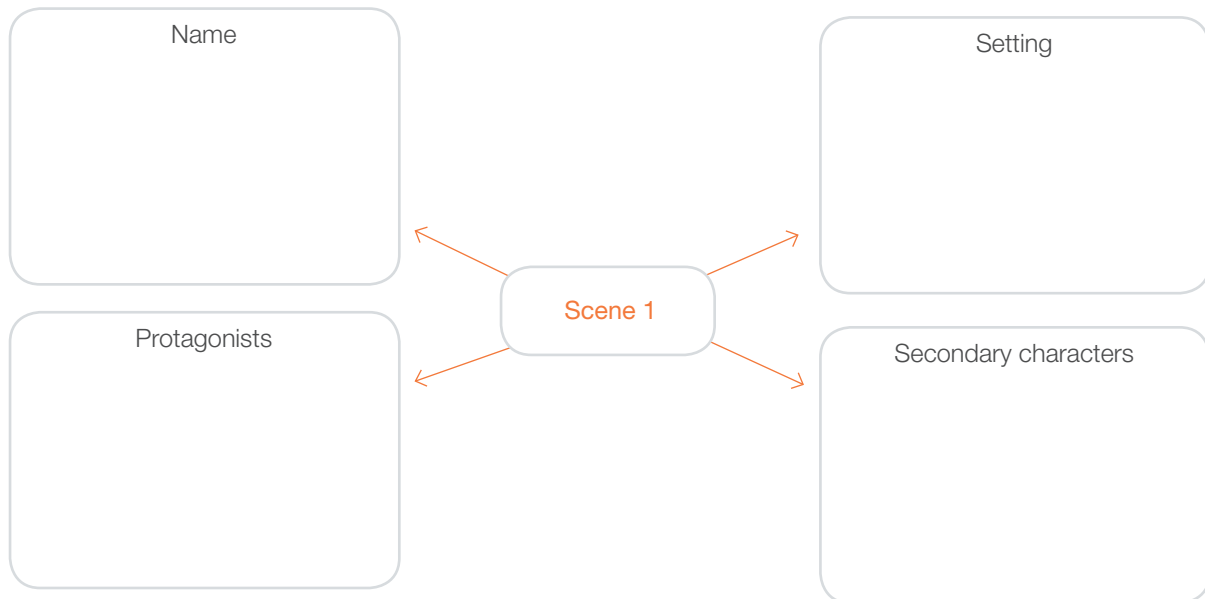 Name
Setting
Scene 1
Protagonists
Secondary characters